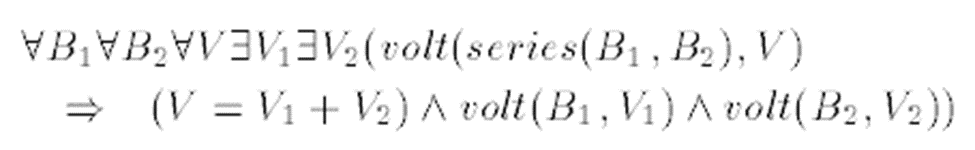 ∀B₁∀B₂∀V∃V₁∃V₂(volt(series(B₁, B₂), V)
⇒ (V = V₁ + V₂) ∧ volt(B₁, V₁) ∧ volt(B₂, V₂))